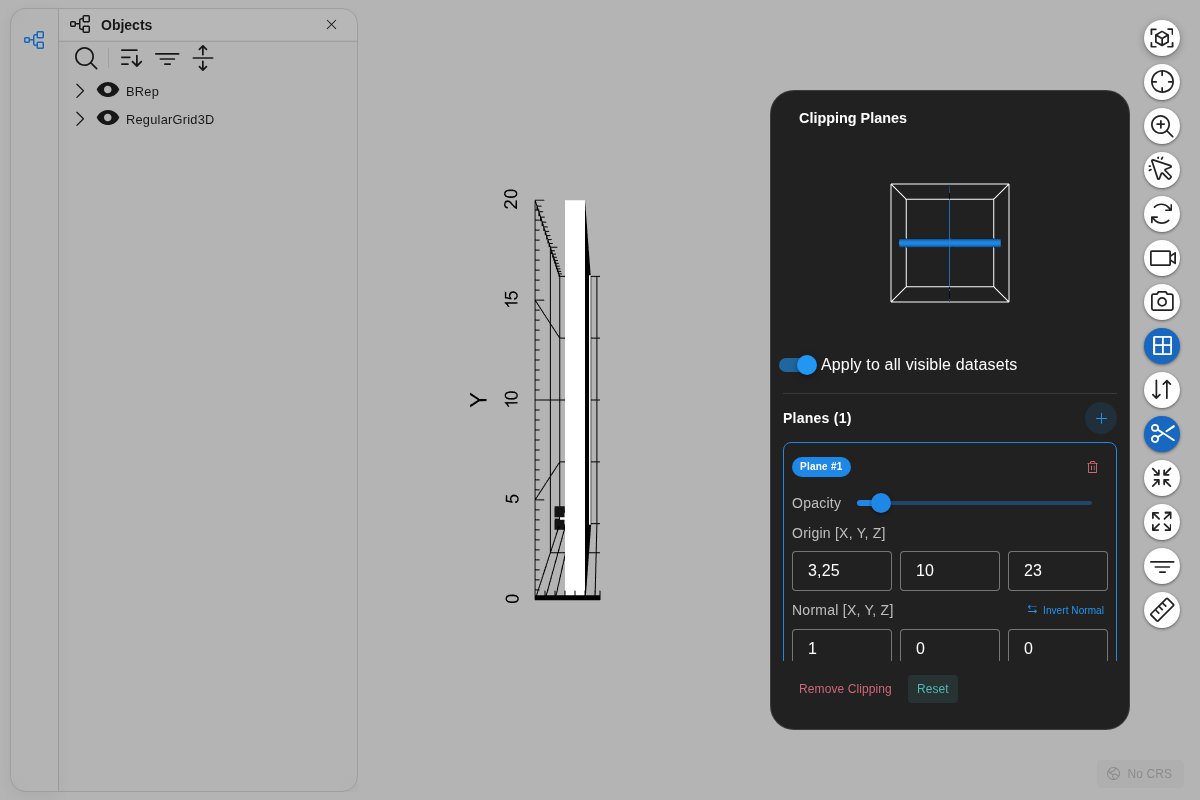 Objects
BRep
RegularGrid3D
20
15
Y
10
5
0
Clipping Planes
Apply to all visible datasets
Planes (1)
Plane #1
Opacity
Origin [X, Y, Z]
3,25 10 23
Normal [X, Y, Z] Invert Normal
1 0 0
Remove Clipping Reset
No CRS